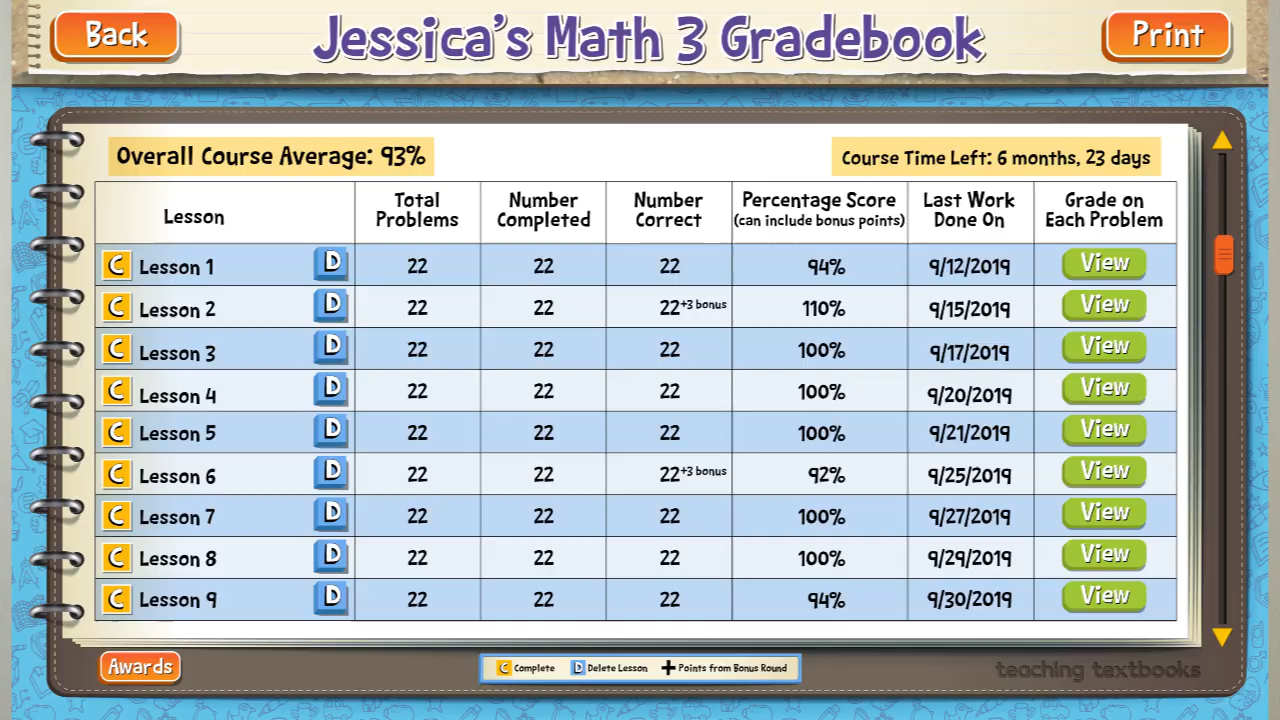 Back
Jessica's Math 3 Gradebook
Print
Overall Course Average: 93%
Course Time Left: 6 months, 23 days
Lesson
Total Problems
Number Completed
Number Correct
Percentage Score (can include bonus points)
Last Work Done On
Grade on Each Problem
C Lesson 1 D 22 22 22 94% 9/12/2019 View
C Lesson 2 D 22 22 22+3 bonus 110% 9/15/2019 View
C Lesson 3 D 22 22 22 100% 9/17/2019 View
C Lesson 4 D 22 22 22 100% 9/20/2019 View
C Lesson 5 D 22 22 22 100% 9/21/2019 View
C Lesson 6 D 22 22 22+3 bonus 92% 9/25/2019 View
C Lesson 7 D 22 22 22 100% 9/27/2019 View
C Lesson 8 D 22 22 22 100% 9/29/2019 View
C Lesson 9 D 22 22 22 94% 9/30/2019 View
Awards
C Complete D Delete Lesson + Points from Bonus Round
teaching textbooks